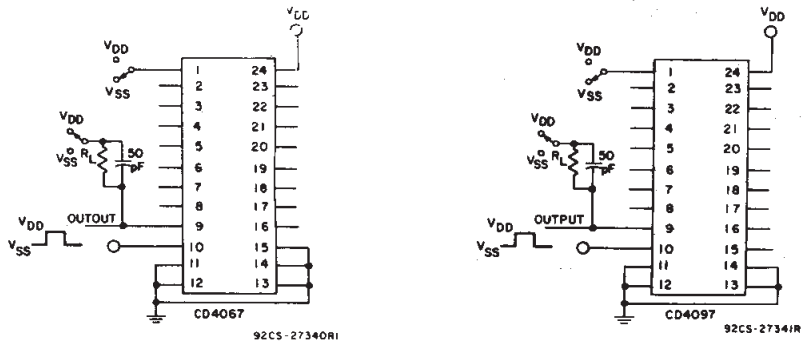 VDD
VDD
VSS
1 24
2 23
3 22
4 21
5 20
6 19
7 18
8 17
9 16
10 15
11 14
12 13
VDD
VSS
RL
50
pF
OUTOUT
VDD
VSS
CD4067
92CS-27340R1
VDD
VDD
VSS
1 24
2 23
3 22
4 21
5 20
6 19
7 18
8 17
9 16
10 15
11 14
12 13
VDD
VSS
RL
50
pF
OUTPUT
VDD
VSS
CD4097
92CS-27341R